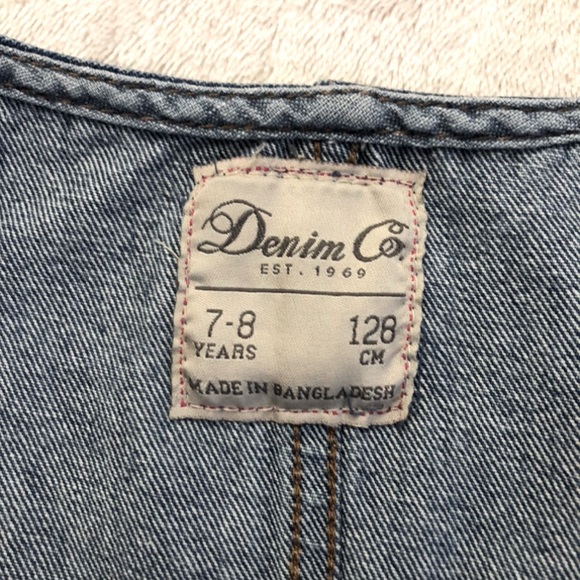 Denim Co.
EST. 1969
7-8 128
YEARS CM
MADE IN BANGLADESH